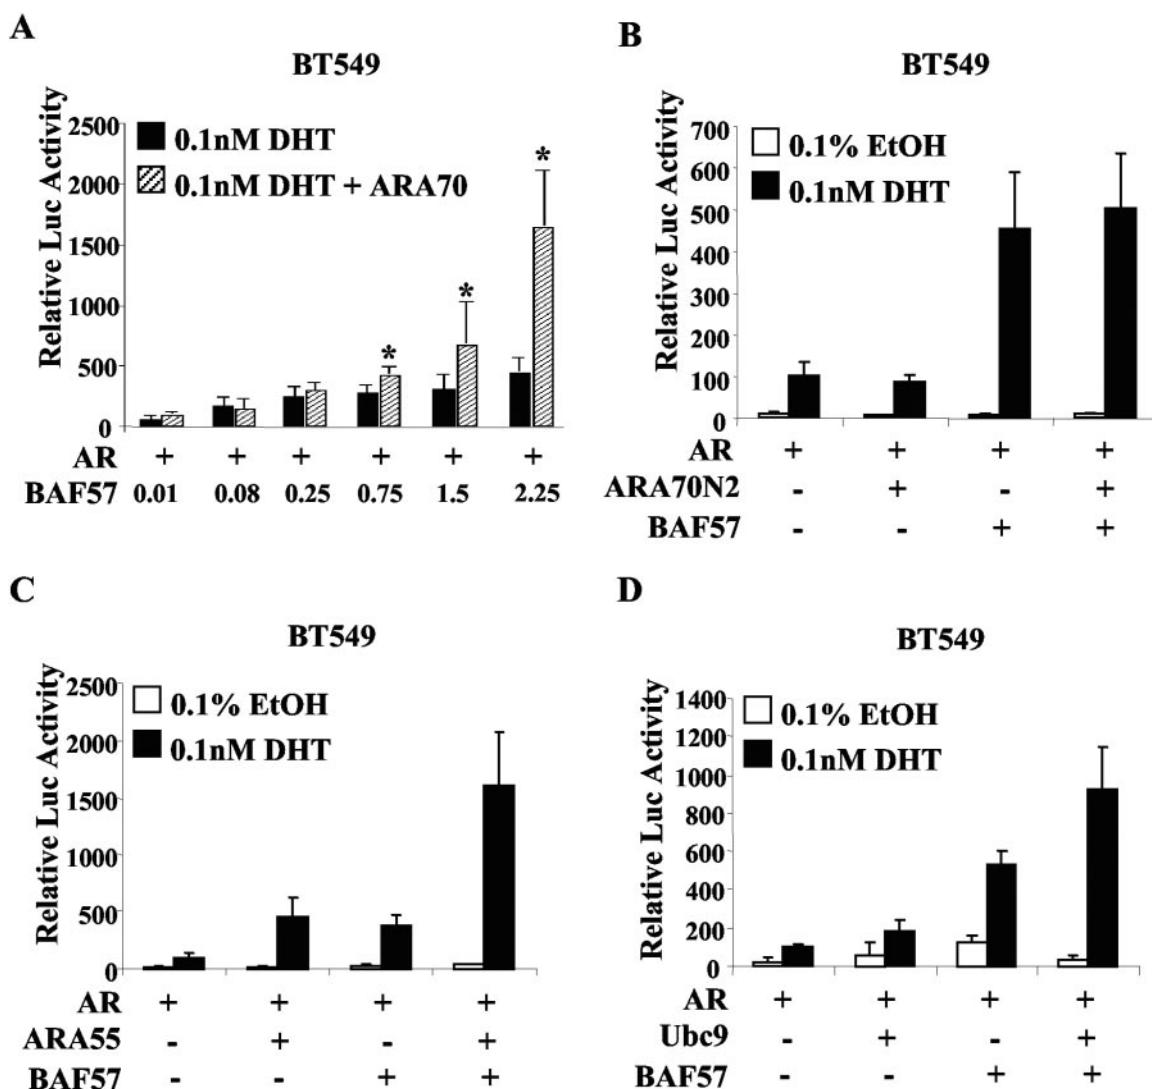 A
BT549
Relative Luc Activity
2500
2000
1500
1000
500
0
0.1nM DHT
0.1nM DHT + ARA70
*
*
*
AR + + + + + +
BAF57 0.01 0.08 0.25 0.75 1.5 2.25
B
BT549
Relative Luc Activity
700
600
500
400
300
200
100
0
0.1% EtOH
0.1nM DHT
AR + + + +
ARA70N2 - + - +
BAF57 - - + +
C
BT549
Relative Luc Activity
2500
2000
1500
1000
500
0
0.1% EtOH
0.1nM DHT
AR + + + +
ARA55 - + - +
BAF57 - - + +
D
BT549
Relative Luc Activity
1400
1200
1000
800
600
400
200
0
0.1% EtOH
0.1nM DHT
AR + + + +
Ubc9 - + - +
BAF57 - - + +